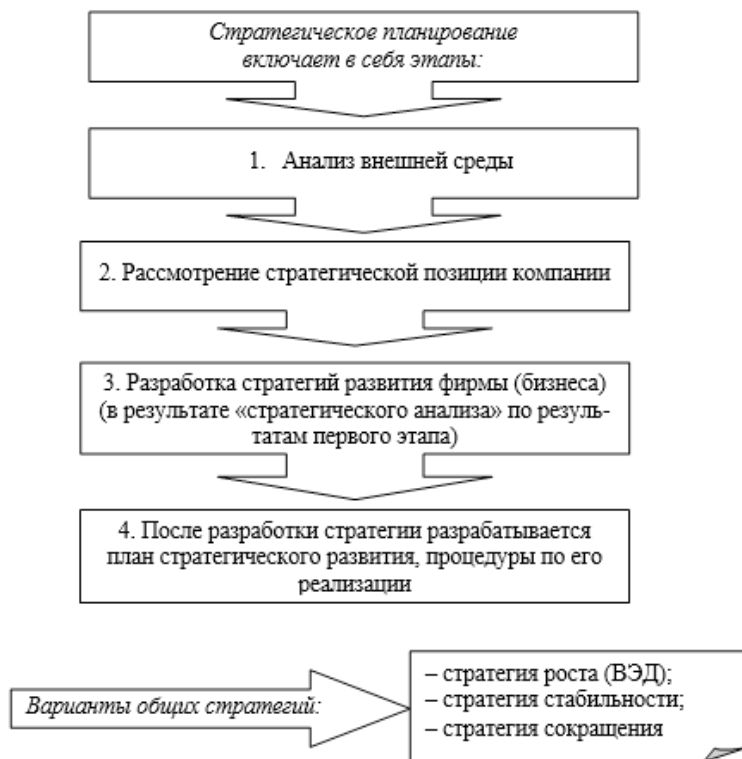 Стратегическое планирование
включает в себя этапы:
1. Анализ внешней среды
2. Рассмотрение стратегической позиции компании
3. Разработка стратегий развития фирмы (бизнеса)
(в результате «стратегического анализа» по резуль-
татам первого этапа)
4. После разработки стратегии разрабатывается
план стратегического развития, процедуры по его
реализации
Варианты общих стратегий:
– стратегия роста (ВЭД);
– стратегия стабильности;
– стратегия сокращения